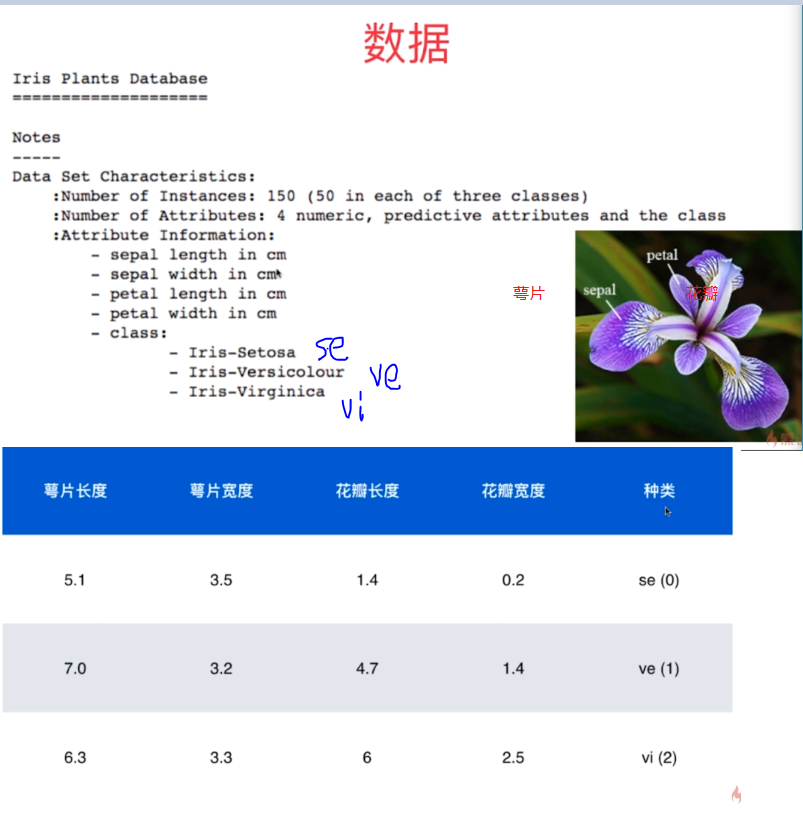 数据
Iris Plants Database
====================
Notes
-----
Data Set Characteristics:
:Number of Instances: 150 (50 in each of three classes)
:Number of Attributes: 4 numeric, predictive attributes and the class
:Attribute Information:
- sepal length in cm
- sepal width in cm
- petal length in cm
- petal width in cm
- class:
- Iris-Setosa se
- Iris-Versicolour ve
- Iris-Virginica vi
petal
sepal
萼片 花瓣
萼片长度 萼片宽度 花瓣长度 花瓣宽度 种类
5.1 3.5 1.4 0.2 se (0)
7.0 3.2 4.7 1.4 ve (1)
6.3 3.3 6 2.5 vi (2)